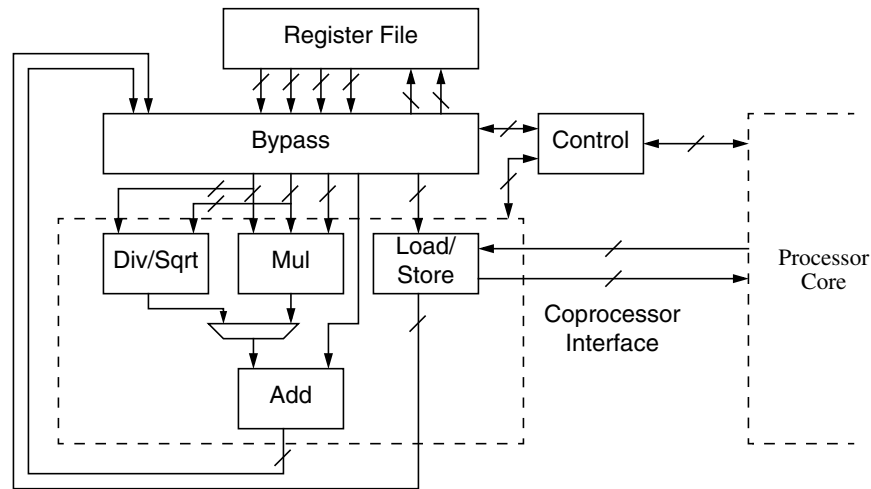 Register File
Bypass
Control
Div/Sqrt
Mul
Load/
Store
Processor
Core
Coprocessor
Interface
Add